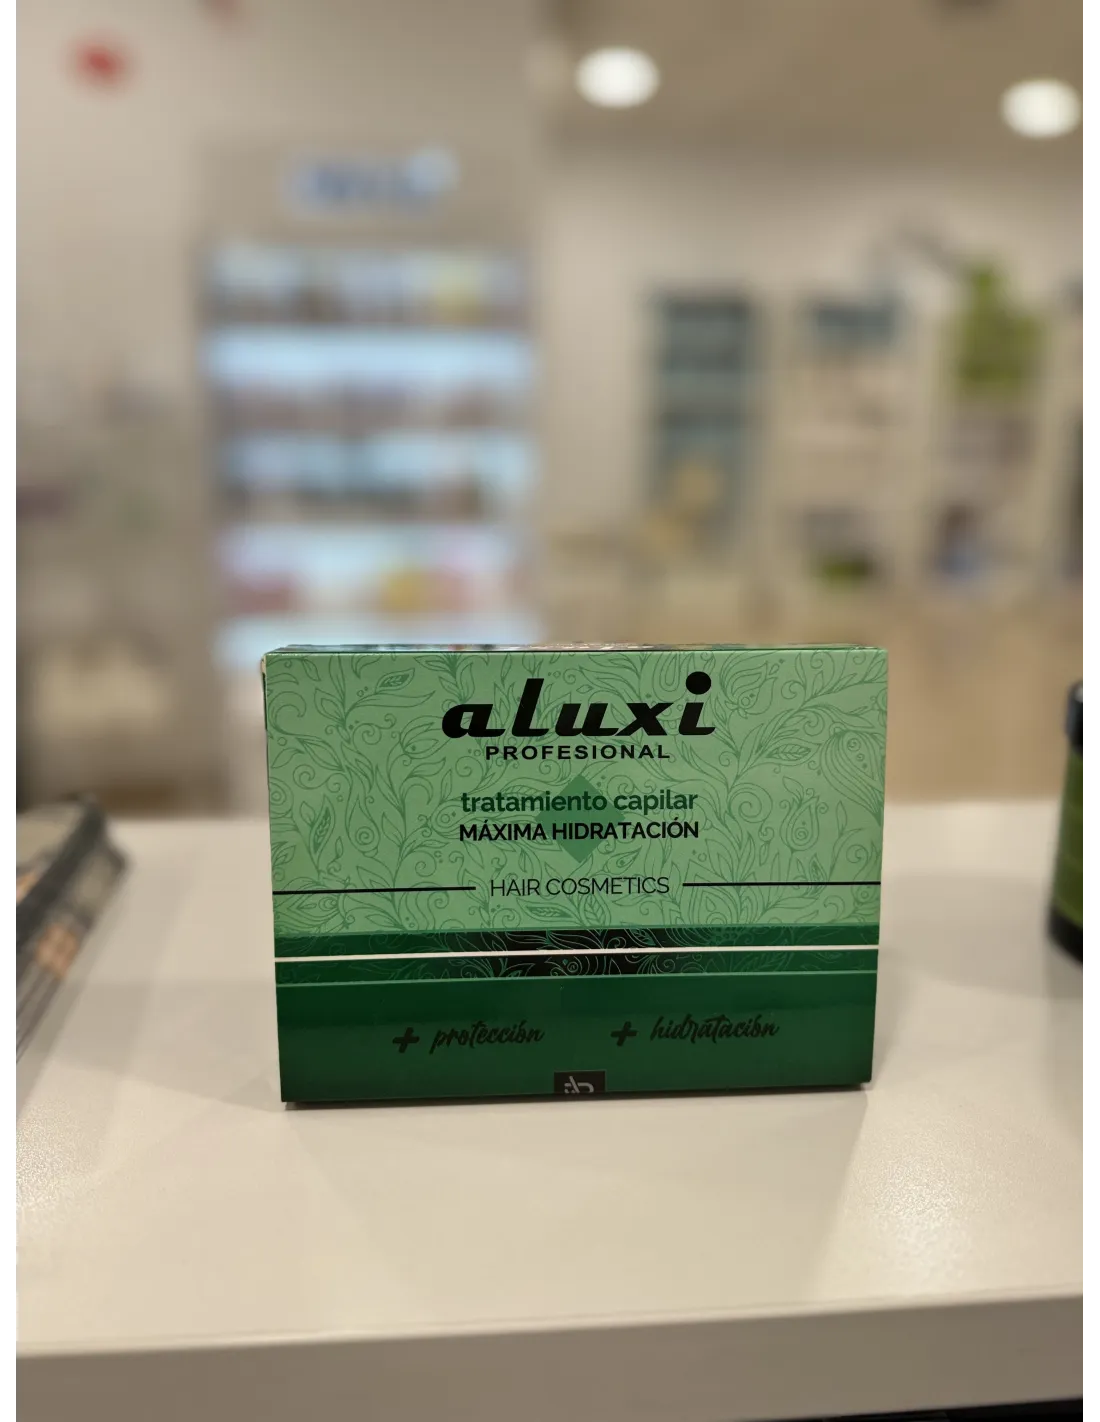 aluxi
PROFESIONAL
tratamiento capilar
MÁXIMA HIDRATACIÓN
HAIR COSMETICS
+ protección + hidratación